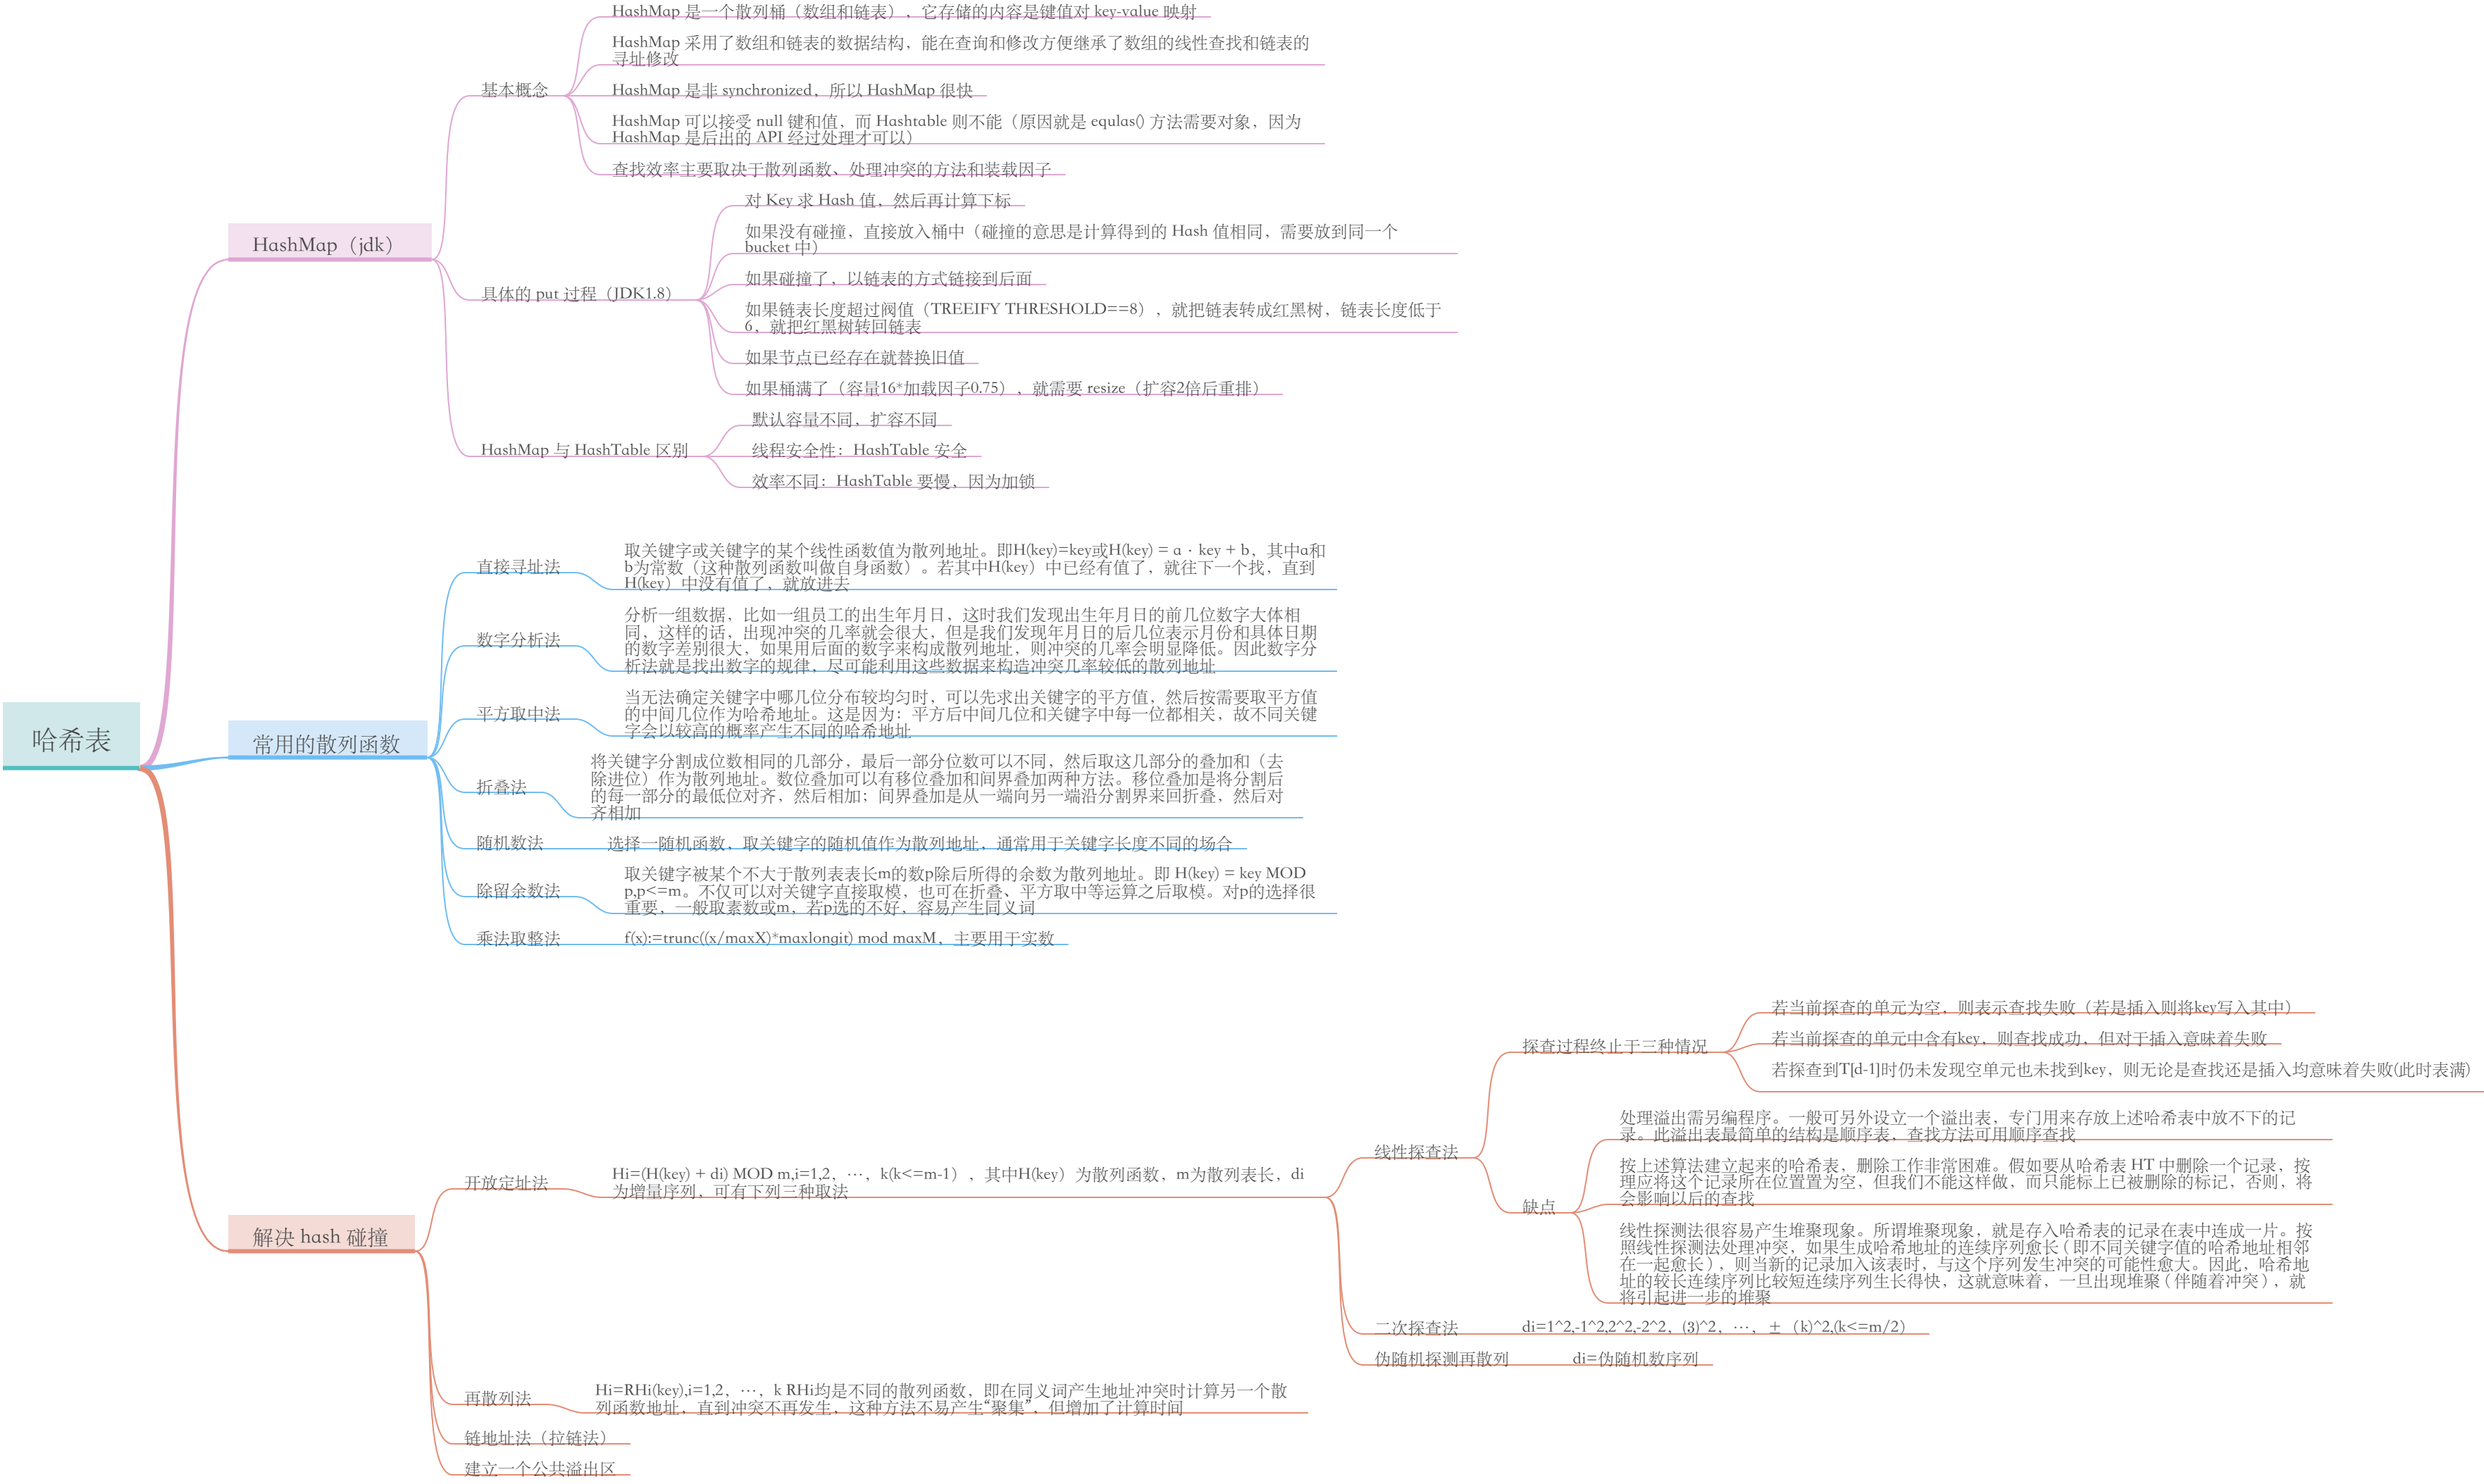 哈希表
HashMap（jdk）
基本概念
HashMap 是一个散列桶（数组和链表），它存储的内容是键值对 key-value 映射
HashMap 采用了数组和链表的数据结构，能在查询和修改方便继承了数组的线性查找和链表的
寻址修改
HashMap 是非 synchronized，所以 HashMap 很快
HashMap 可以接受 null 键和值，而 Hashtable 则不能（原因就是 equlas() 方法需要对象，因为
HashMap 是后出的 API 经过处理才可以）
查找效率主要取决于散列函数、处理冲突的方法和装载因子
具体的 put 过程（JDK1.8）
对 Key 求 Hash 值，然后再计算下标
如果没有碰撞，直接放入桶中（碰撞的意思是计算得到的 Hash 值相同，需要放到同一个
bucket 中）
如果碰撞了，以链表的方式链接到后面
如果链表长度超过阀值（TREEIFY THRESHOLD==8），就把链表转成红黑树，链表长度低于
6，就把红黑树转回链表
如果节点已经存在就替换旧值
如果桶满了（容量16*加载因子0.75），就需要 resize（扩容2倍后重排）
HashMap 与 HashTable 区别
默认容量不同，扩容不同
线程安全性：HashTable 安全
效率不同：HashTable 要慢，因为加锁
常用的散列函数
直接寻址法
取关键字或关键字的某个线性函数值为散列地址。即H(key)=key或H(key) = a · key + b，其中a和
b为常数（这种散列函数叫做自身函数）。若其中H(key）中已经有值了，就往下一个找，直到
H(key）中没有值了，就放进去
数字分析法
分析一组数据，比如一组员工的出生年月日，这时我们发现出生年月日的前几位数字大体相
同，这样的话，出现冲突的几率就会很大，但是我们发现年月日的后几位表示月份和具体日期
的数字差别很大，如果用后面的数字来构成散列地址，则冲突的几率会明显降低。因此数字分
析法就是找出数字的规律，尽可能利用这些数据来构造冲突几率较低的散列地址
平方取中法
当无法确定关键字中哪几位分布较均匀时，可以先求出关键字的平方值，然后按需要取平方值
的中间几位作为哈希地址。这是因为：平方后中间几位和关键字中每一位都相关，故不同关键
字会以较高的概率产生不同的哈希地址
折叠法
将关键字分割成位数相同的几部分，最后一部分位数可以不同，然后取这几部分的叠加和（去
除进位）作为散列地址。数位叠加可以有移位叠加和间界叠加两种方法。移位叠加是将分割后
的每一部分的最低位对齐，然后相加；间界叠加是从一端向另一端沿分割界来回折叠，然后对
齐相加
随机数法
选择一随机函数，取关键字的随机值作为散列地址，通常用于关键字长度不同的场合
除留余数法
取关键字被某个不大于散列表表长m的数p除后所得的余数为散列地址。即 H(key) = key MOD
p,p<=m。不仅可以对关键字直接取模，也可在折叠、平方取中等运算之后取模。对p的选择很
重要，一般取素数或m，若p选的不好，容易产生同义词
乘法取整法
f(x):=trunc((x/maxX)*maxlongit) mod maxM，主要用于实数
解决 hash 碰撞
开放定址法
Hi=(H(key) + di) MOD m,i=1,2，…，k(k<=m-1），其中H(key）为散列函数，m为散列表长，di
为增量序列，可有下列三种取法
线性探查法
探查过程终止于三种情况
若当前探查的单元为空，则表示查找失败（若是插入则将key写入其中）
若当前探查的单元中含有key，则查找成功，但对于插入意味着失败
若探查到T[d-1]时仍未发现空单元也未找到key，则无论是查找还是插入均意味着失败(此时表满)
缺点
处理溢出需另编程序。一般可另外设立一个溢出表，专门用来存放上述哈希表中放不下的记
录。此溢出表最简单的结构是顺序表，查找方法可用顺序查找
按上述算法建立起来的哈希表，删除工作非常困难。假如要从哈希表 HT 中删除一个记录，按
理应将这个记录所在位置置为空，但我们不能这样做，而只能标上已被删除的标记，否则，将
会影响以后的查找
线性探测法很容易产生堆聚现象。所谓堆聚现象，就是存入哈希表的记录在表中连成一片。按
照线性探测法处理冲突，如果生成哈希地址的连续序列愈长 ( 即不同关键字值的哈希地址相邻
在一起愈长 )，则当新的记录加入该表时，与这个序列发生冲突的可能性愈大。因此，哈希地
址的较长连续序列比较短连续序列生长得快，这就意味着，一旦出现堆聚 ( 伴随着冲突 )，就
将引起进一步的堆聚
二次探查法
di=1^2,-1^2,2^2,-2^2，(3)^2，…，±（k)^2,(k<=m/2）
伪随机探测再散列
di=伪随机数序列
再散列法
Hi=RHi(key),i=1,2，…，k RHi均是不同的散列函数，即在同义词产生地址冲突时计算另一个散
列函数地址，直到冲突不再发生，这种方法不易产生“聚集”，但增加了计算时间
链地址法（拉链法）
建立一个公共溢出区